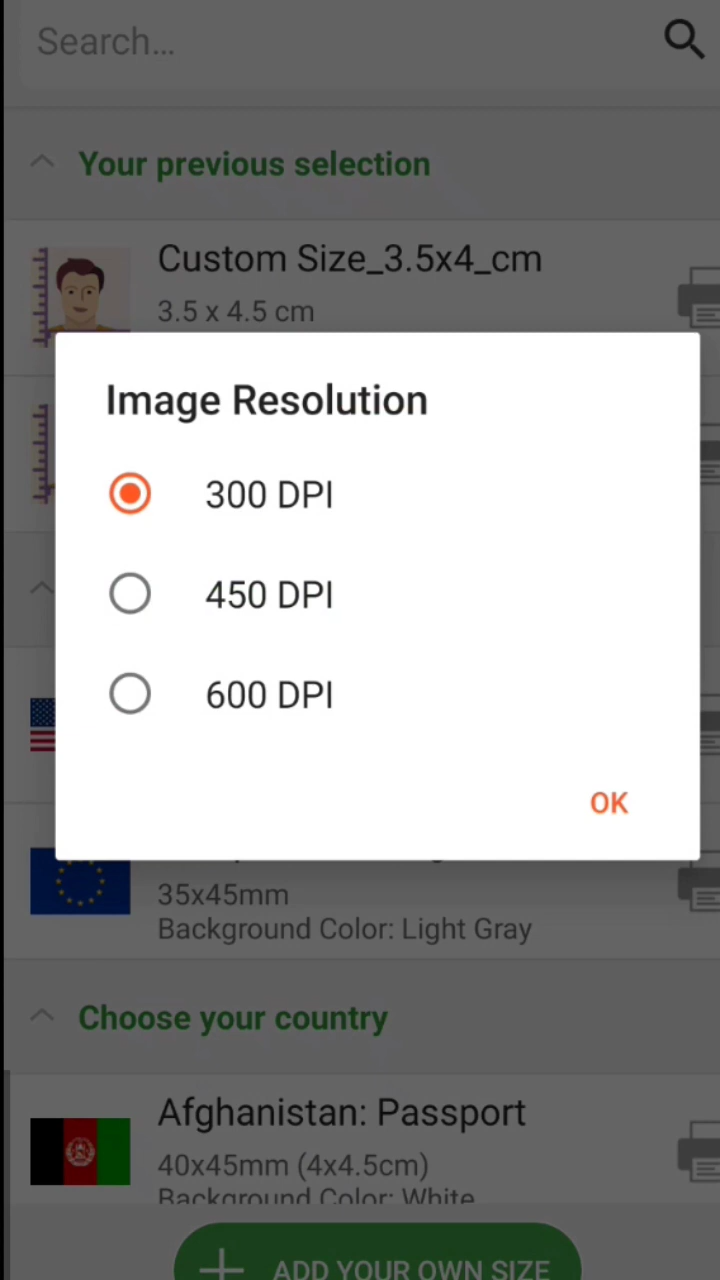 Search...
Your previous selection
Custom Size_3.5x4_cm
3.5 x 4.5 cm
Image Resolution
300 DPI
450 DPI
600 DPI
OK
35x45mm
Background Color: Light Gray
Choose your country
Afghanistan: Passport
40x45mm (4x4.5cm)
Background Color: White
ADD YOUR OWN SIZE